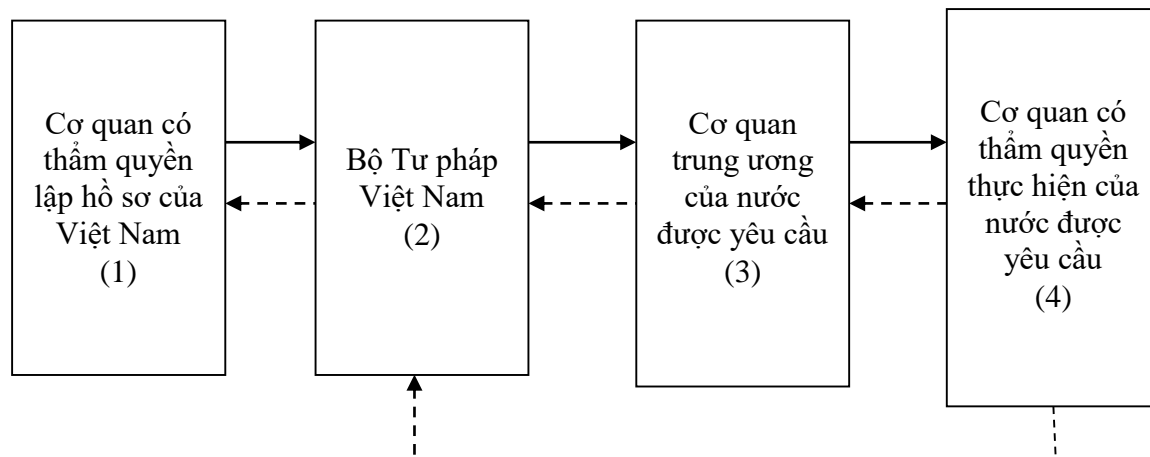 Cơ quan có
thẩm quyền
lập hồ sơ của
Việt Nam
(1)
Bộ Tư pháp
Việt Nam
(2)
Cơ quan
trung ương
của nước
được yêu cầu
(3)
Cơ quan có
thẩm quyền
thực hiện của
nước được
yêu cầu
(4)